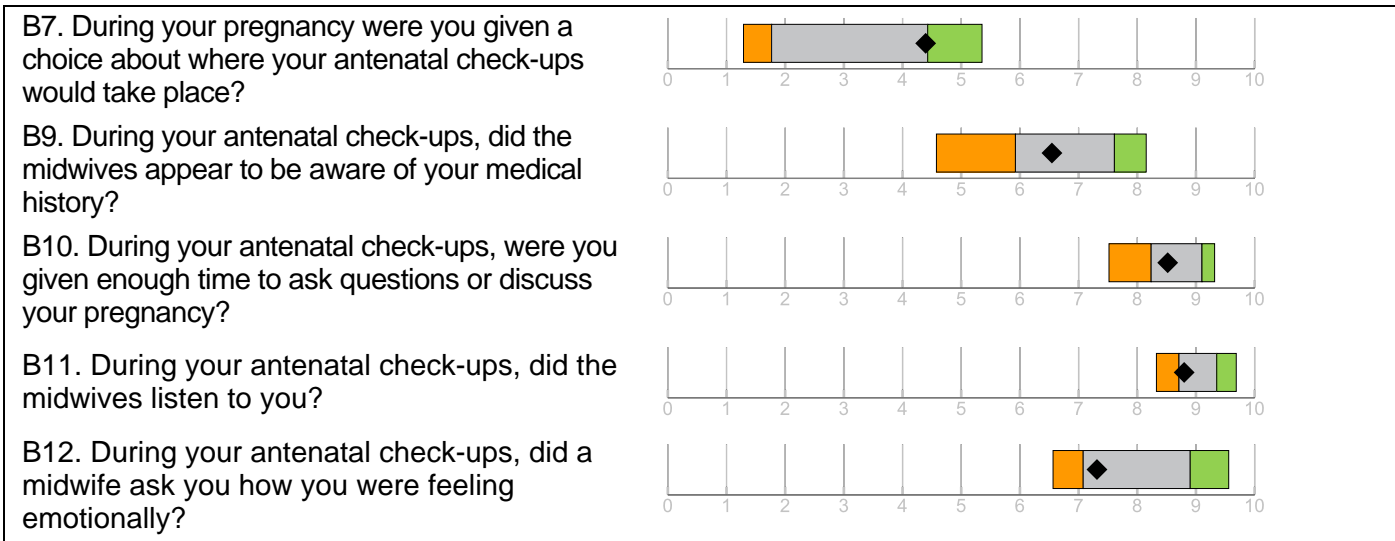 B7. During your pregnancy were you given a
choice about where your antenatal check-ups
would take place?
0 1 2 3 4 5 6 7 8 9 10
B9. During your antenatal check-ups, did the
midwives appear to be aware of your medical
history?
0 1 2 3 4 5 6 7 8 9 10
B10. During your antenatal check-ups, were you
given enough time to ask questions or discuss
your pregnancy?
0 1 2 3 4 5 6 7 8 9 10
B11. During your antenatal check-ups, did the
midwives listen to you?
0 1 2 3 4 5 6 7 8 9 10
B12. During your antenatal check-ups, did a
midwife ask you how you were feeling
emotionally?
0 1 2 3 4 5 6 7 8 9 10